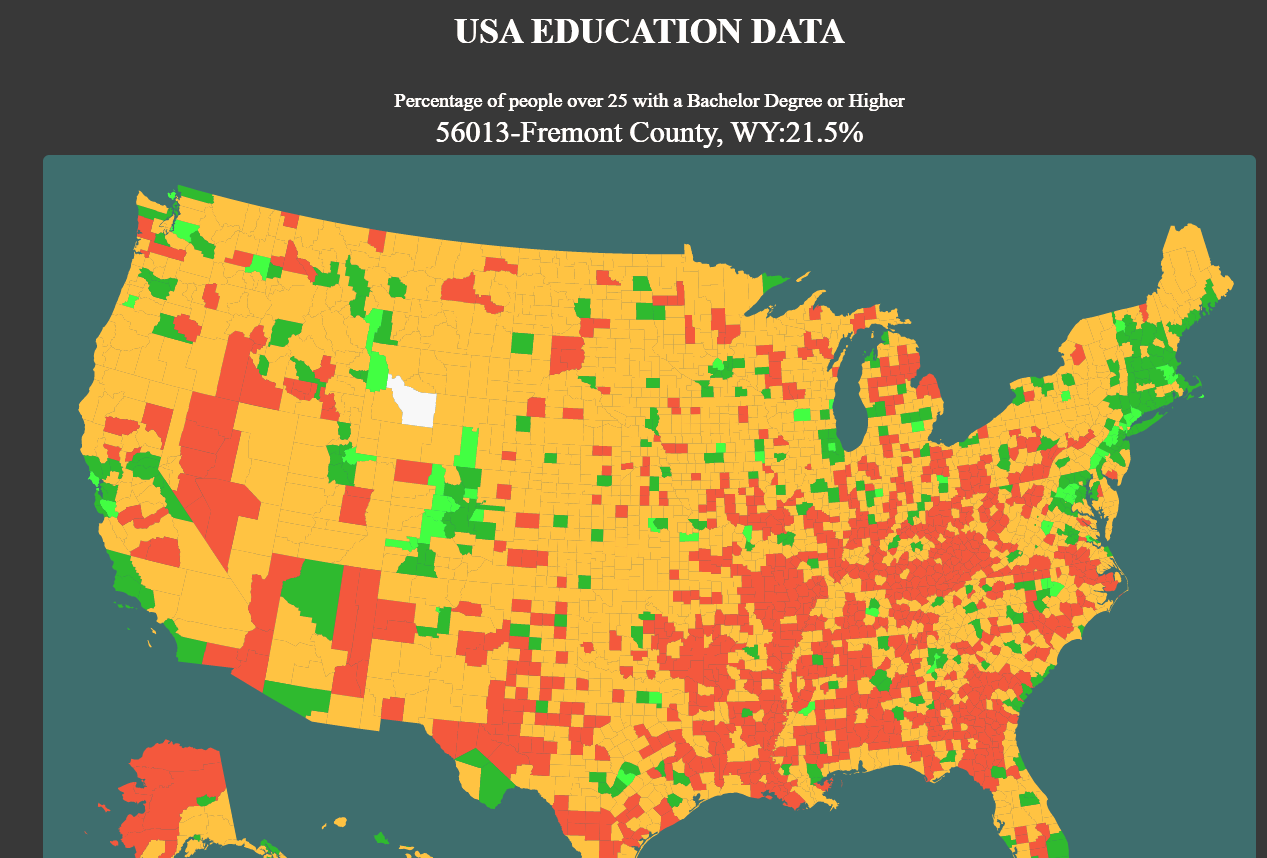 USA EDUCATION DATA
Percentage of people over 25 with a Bachelor Degree or Higher
56013-Fremont County, WY:21.5%